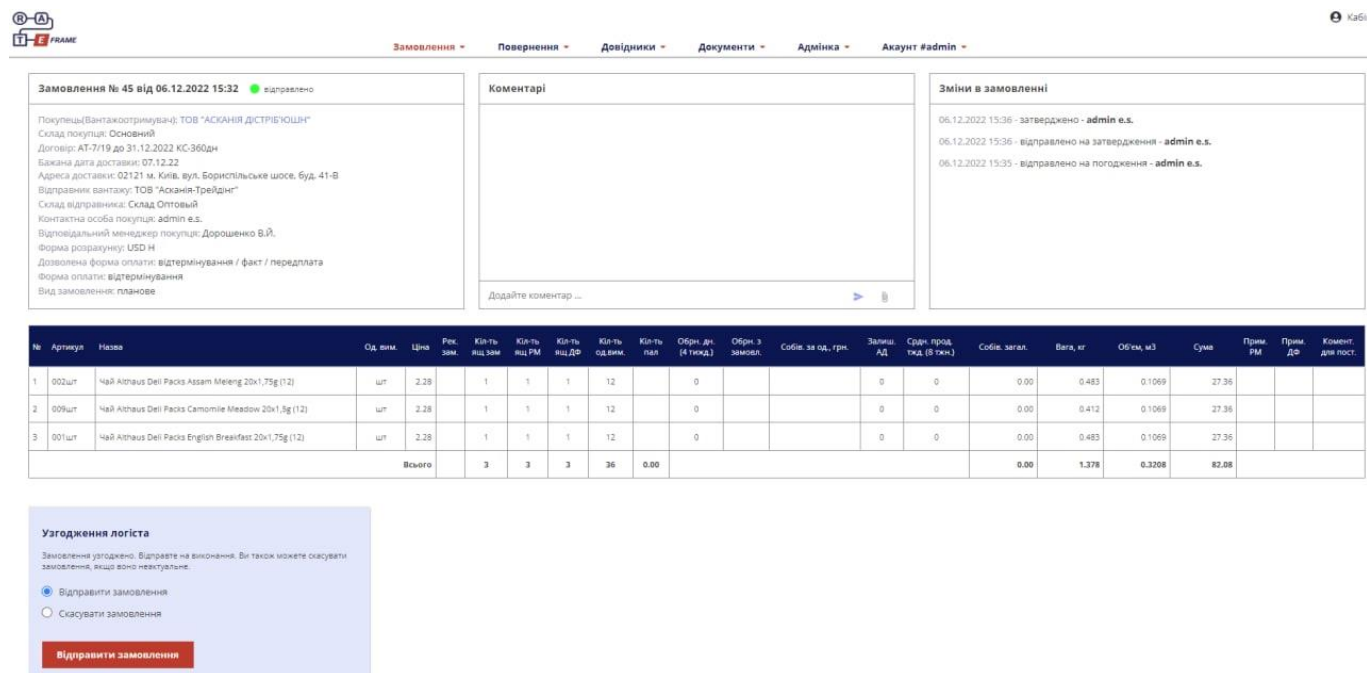 R A
T E FRAME
Кабі
Замовлення Повернення Довідники Документи Адмінка Акаунт #admin
Замовлення № 45 від 06.12.2022 15:32 відправлено
Покупець(Вантажоотримувач): ТОВ "АСКАНІЯ ДІСТРІБ'ЮШН"
Склад покупця: Основний
Договір: АТ-7/19 до 31.12.2022 КС-360дн
Бажана дата доставки: 07.12.22
Адреса доставки: 02121 м. Київ, вул. Бориспільське шосе, буд. 41-В
Відправник вантажу: ТОВ "Асканія-Трейдінг"
Склад відправника: Склад Оптовый
Контактна особа покупця: admin e.s.
Відповідальний менеджер покупця: Дорошенко В.Й.
Форма розрахунку: USD Н
Дозволена форма оплати: відтермінування / факт / передплата
Форма оплати: відтермінування
Вид замовлення: планове
Коментарі
Додайте коментар ...
Зміни в замовленні
06.12.2022 15:36 - затверджено - admin e.s.
06.12.2022 15:36 - відправлено на затвердження - admin e.s.
06.12.2022 15:35 - відправлено на погодження - admin e.s.
№ Артикул Назва Од. вим. Ціна Рек. зам. Кіл-ть ящ зам Кіл-ть ящ РМ Кіл-ть ящ ДФ Кіл-ть од.вим. Кіл-ть пал Обрн. дн. (4 тижд.) Обрн. з замовл. Собів. за од., грн. Залиш. АД Срдн. прод. тжд. (8 тжн.) Собів. загал. Вага, кг Об'єм, м3 Сума Прим. РМ Прим. ДФ Комент. для пост.
1 002шт Чай Althaus Deli Packs Assam Meleng 20x1,75g (12) шт 2.28 1 1 1 12 0 0 0 0.00 0.483 0.1069 27.36
2 009шт Чай Althaus Deli Packs Camomile Meadow 20x1,5g (12) шт 2.28 1 1 1 12 0 0 0 0.00 0.412 0.1069 27.36
3 001шт Чай Althaus Deli Packs English Breakfast 20x1,75g (12) шт 2.28 1 1 1 12 0 0 0 0.00 0.483 0.1069 27.36
Всього 3 3 3 36 0.00 0.00 1.378 0.3208 82.08
Узгодження логіста
Замовлення узгоджено. Відправте на виконання. Ви також можете скасувати
замовлення, якщо воно неактуальне.
Відправити замовлення
Скасувати замовлення
Відправити замовлення